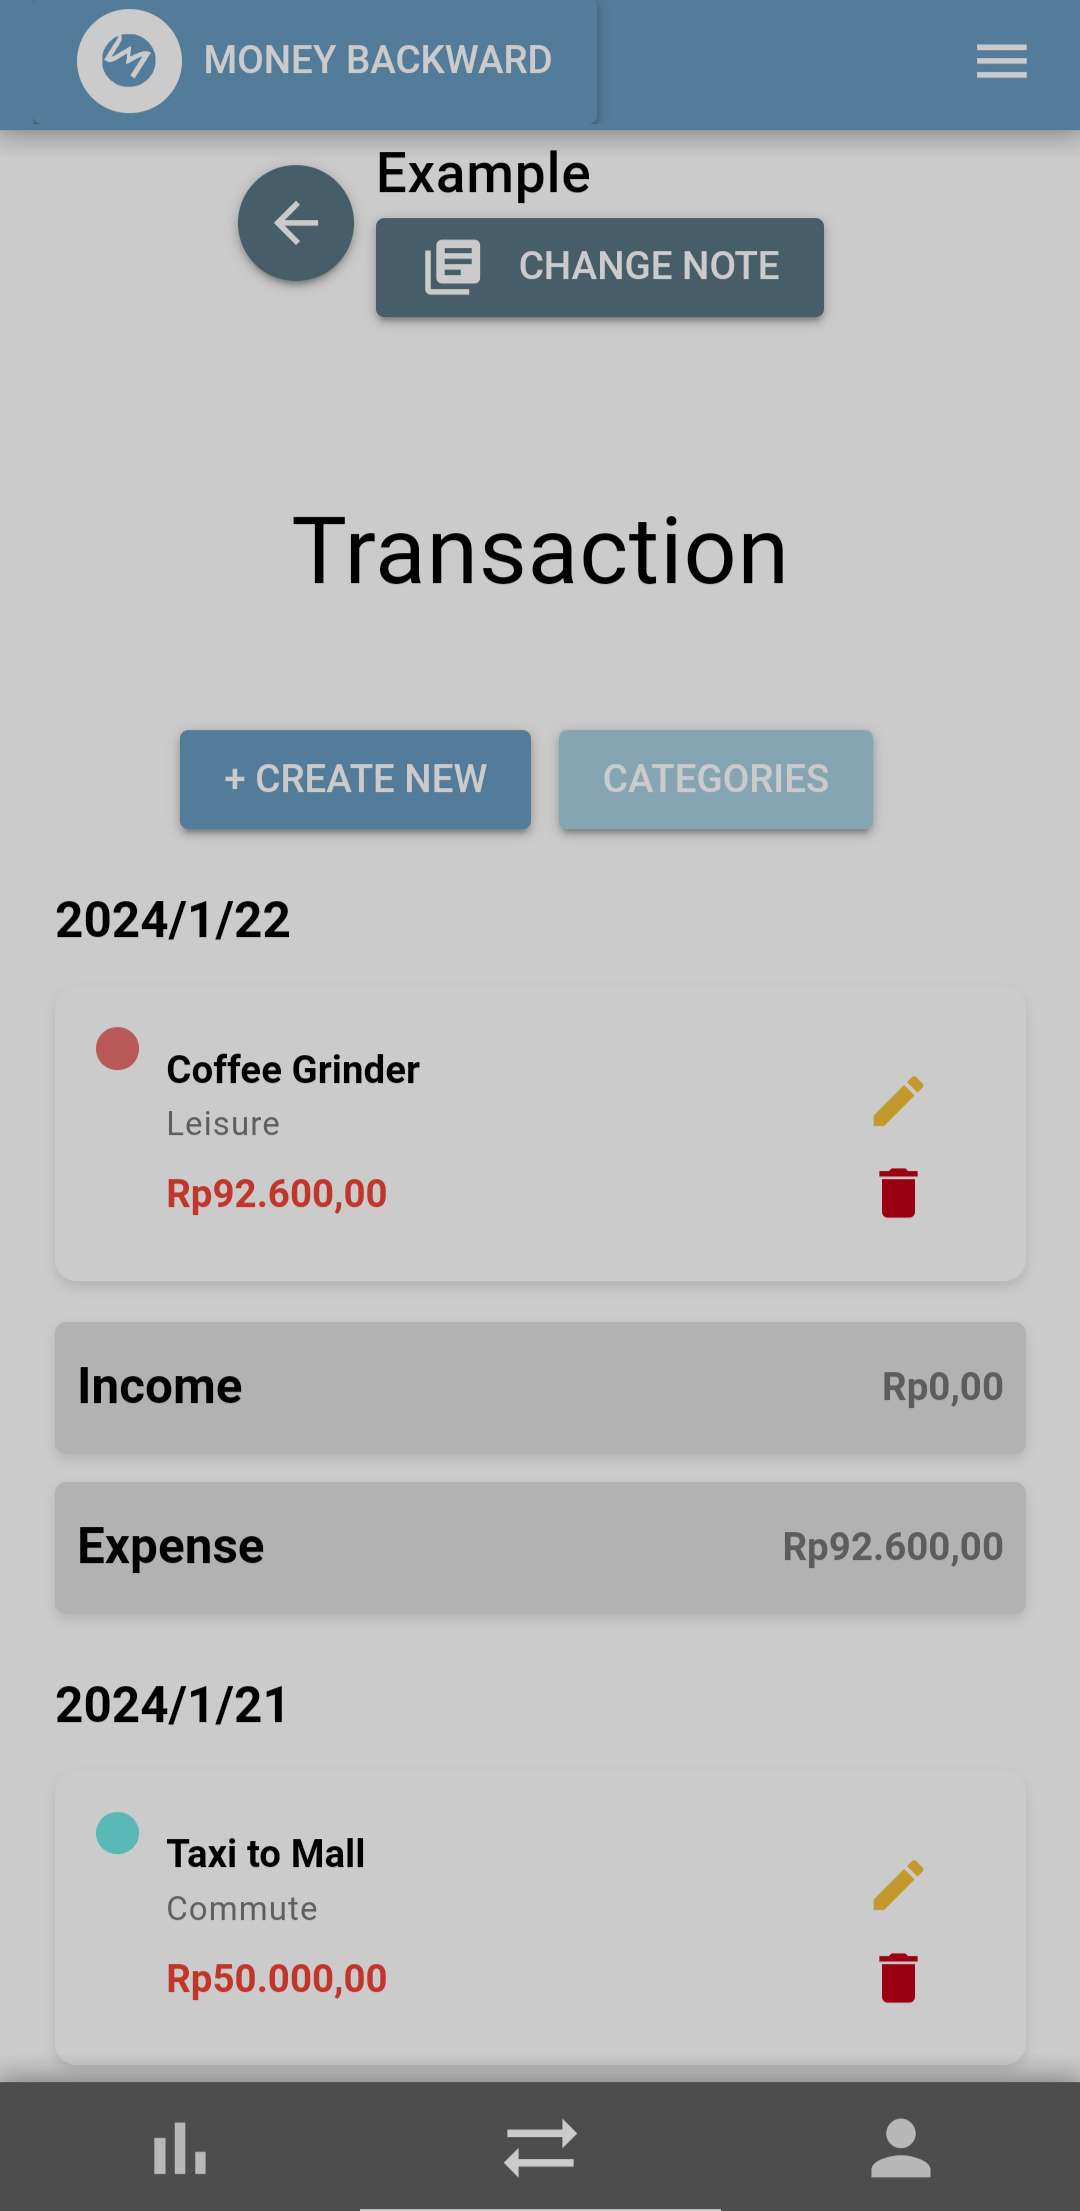 MONEY BACKWARD
Example
CHANGE NOTE
Transaction
+ CREATE NEW
CATEGORIES
2024/1/22
Coffee Grinder
Leisure
Rp92.600,00
Income
Rp0,00
Expense
Rp92.600,00
2024/1/21
Taxi to Mall
Commute
Rp50.000,00